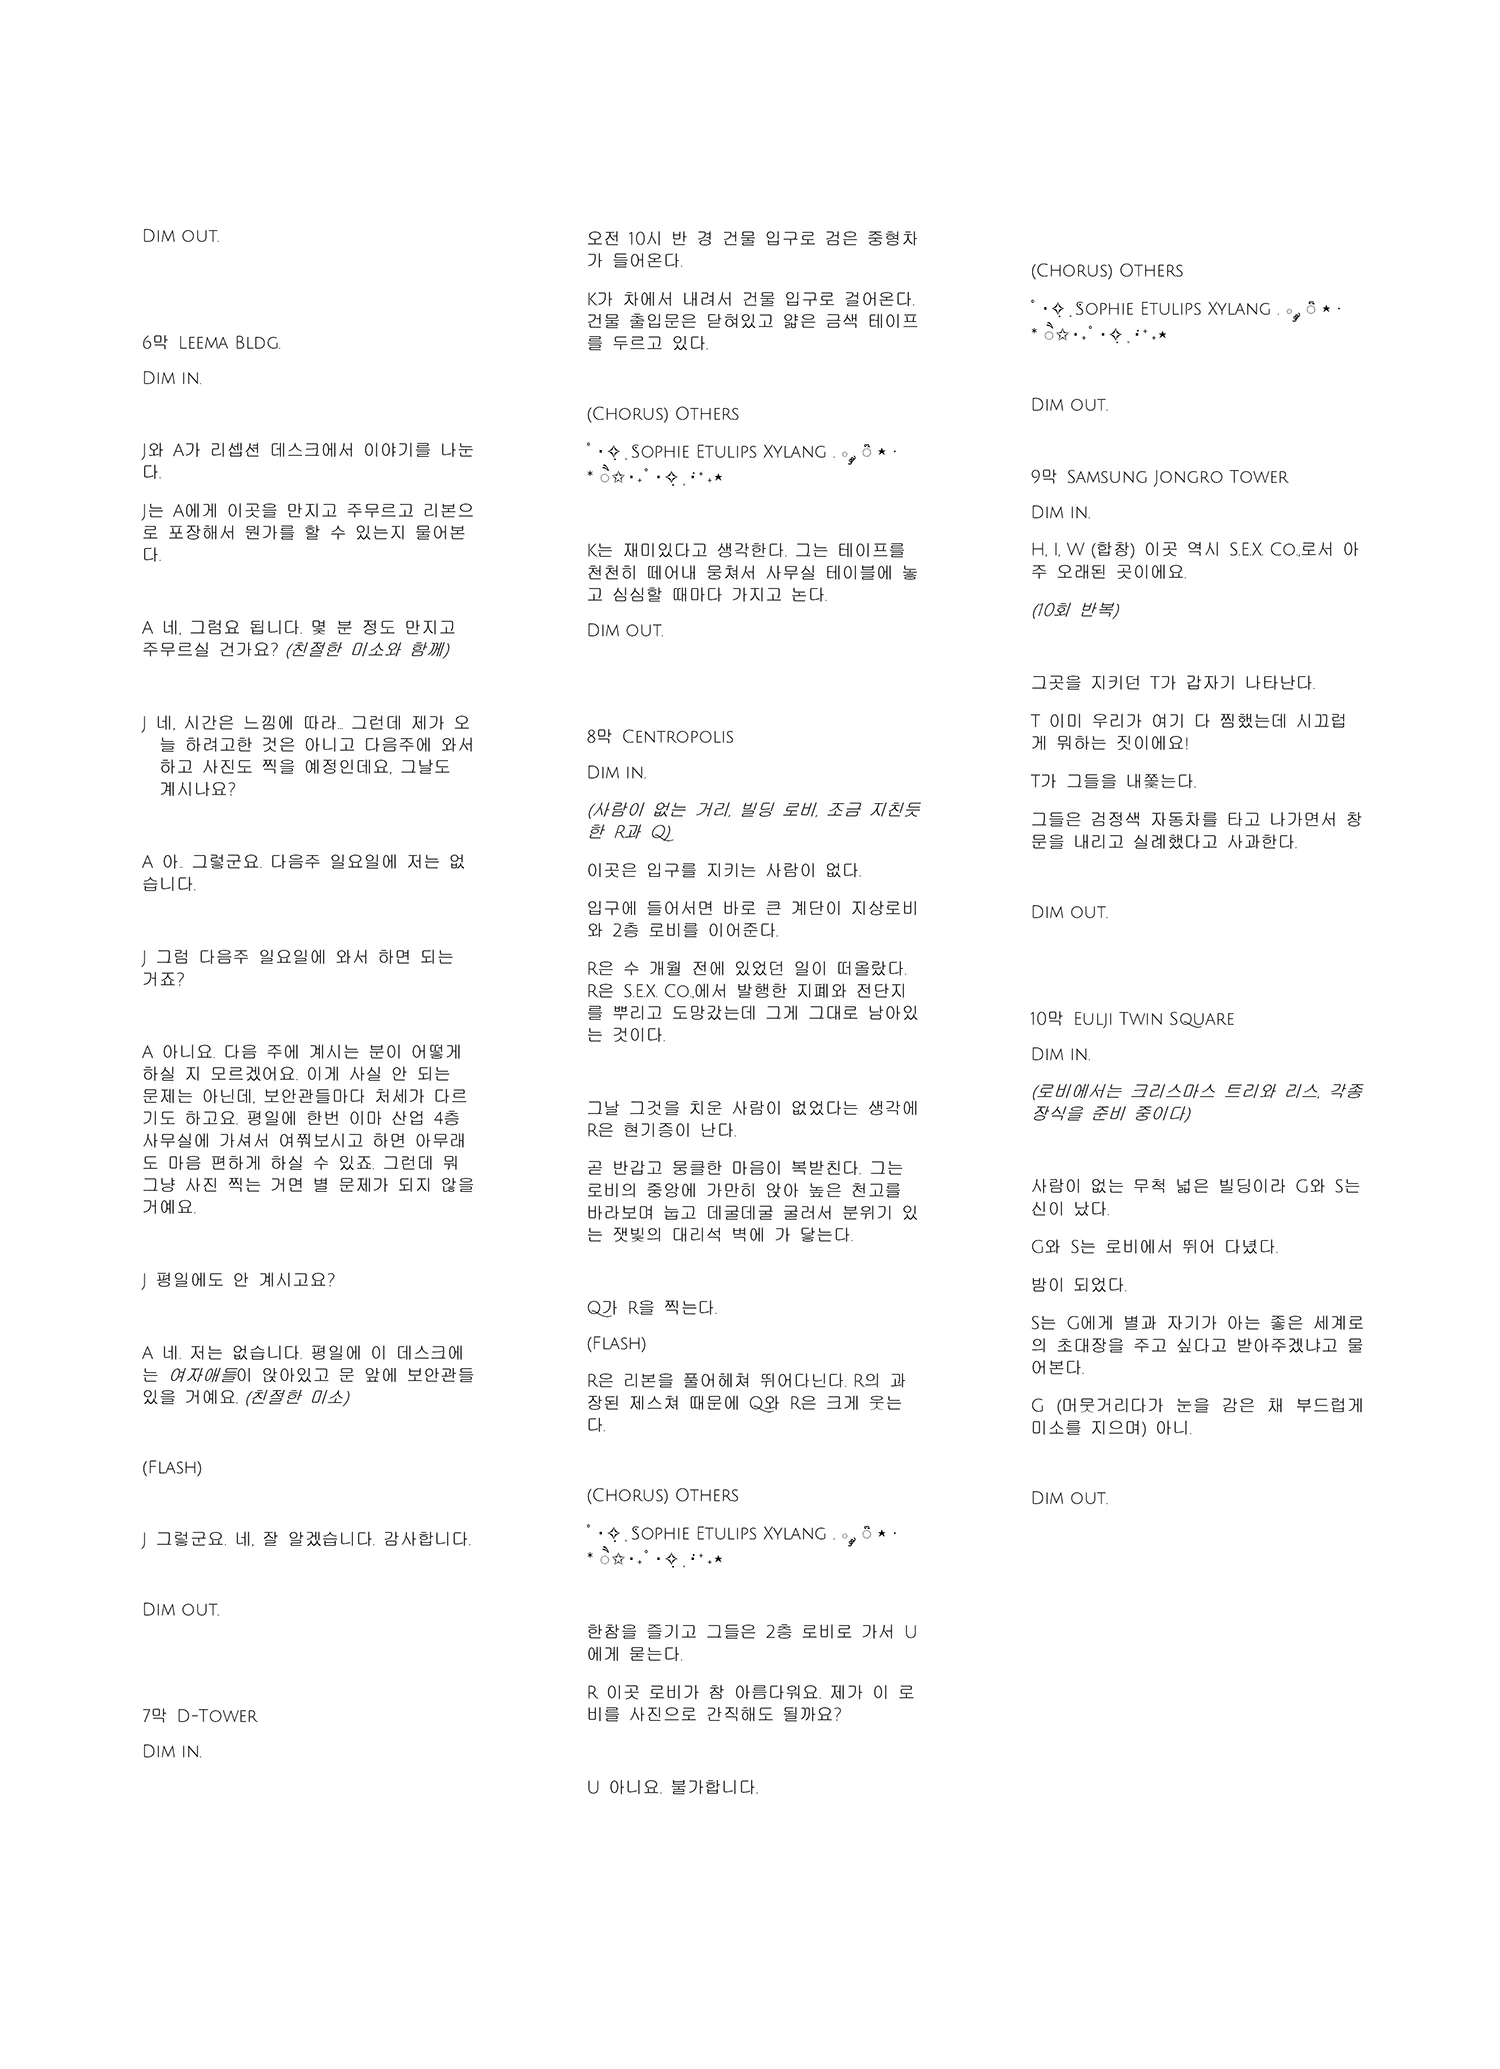 DIM OUT.
6막 LEEMA BLDG.
DIM IN.
J와 A가 리셉션 데스크에서 이야기를 나눈
다.
J는 A에게 이곳을 만지고 주무르고 리본으
로 포장해서 뭔가를 할 수 있는지 물어본
다.
A 네, 그럼요 됩니다. 몇 분 정도 만지고
주무르실 건가요? (친절한 미소와 함께)
J 네, 시간은 느낌에 따라... 그런데 제가 오
늘 하려고한 것은 아니고 다음주에 와서
하고 사진도 찍을 예정인데요, 그날도
계시나요?
A 아.. 그렇군요. 다음주 일요일에 저는 없
습니다.
J 그럼 다음주 일요일에 와서 하면 되는
거죠?
A 아니요. 다음 주에 계시는 분이 어떻게
하실 지 모르겠어요. 이게 사실 안 되는
문제는 아닌데, 보안관들마다 처세가 다르
기도 하고요. 평일에 한번 이마 산업 4층
사무실에 가셔서 여쭤보시고 하면 아무래
도 마음 편하게 하실 수 있죠. 그런데 뭐
그냥 사진 찍는 거면 별 문제가 되지 않을
거예요.
J 평일에도 안 계시고요?
A 네. 저는 없습니다. 평일에 이 데스크에
는 여자애들이 앉아있고 문 앞에 보안관들
있을 거예요. (친절한 미소)
(FLASH)
J 그렇군요. 네, 잘 알겠습니다. 감사합니다.
DIM OUT.
7막 D-TOWER
DIM IN.
오전 10시 반 경 건물 입구로 검은 중형차
가 들어온다.
K가 차에서 내려서 건물 입구로 걸어온다.
건물 출입문은 닫혀있고 얇은 금색 테이프
를 두르고 있다.
(CHORUS) OTHERS
ﾟ･✧̣̇ ̣̩SOPHIE ETULIPS XYLANG . ◦◞ ི ⋆ ·
* ੈ✩‧₊˚･✧̣̇ ̣̩⁺˖⋆
K는 재미있다고 생각한다. 그는 테이프를
천천히 떼어내 뭉쳐서 사무실 테이블에 놓
고 심심할 때마다 가지고 논다.
DIM OUT.
8막 CENTROPOLIS
DIM IN.
(사람이 없는 거리, 빌딩 로비, 조금 지친듯
한 R과 Q)
이곳은 입구를 지키는 사람이 없다.
입구에 들어서면 바로 큰 계단이 지상로비
와 2층 로비를 이어준다.
R은 수 개월 전에 있었던 일이 떠올랐다.
R은 S.E.X. CO.,에서 발행한 지폐와 전단지
를 뿌리고 도망갔는데 그게 그대로 남아있
는 것이다.
그날 그것을 치운 사람이 없었다는 생각에
R은 현기증이 난다.
곧 반갑고 뭉클한 마음이 복받친다. 그는
로비의 중앙에 가만히 앉아 높은 천고를
바라보며 눕고 데굴데굴 굴러서 분위기 있
는 잿빛의 대리석 벽에 가 닿는다.
Q가 R을 찍는다.
(FLASH)
R은 리본을 풀어헤쳐 뛰어다닌다. R의 과
장된 제스쳐 때문에 Q와 R은 크게 웃는
다.
(CHORUS) OTHERS
ﾟ･✧̣̇ ̣̩SOPHIE ETULIPS XYLANG . ◦◞ ི ⋆ ·
* ੈ✩‧₊˚･✧̣̇ ̣̩⁺˖⋆
한참을 즐기고 그들은 2층 로비로 가서 U
에게 묻는다.
R 이곳 로비가 참 아름다워요. 제가 이 로
비를 사진으로 간직해도 될까요?
U 아니요. 불가합니다.
(CHORUS) OTHERS
ﾟ･✧̣̇ ̣̩SOPHIE ETULIPS XYLANG . ◦◞ ི ⋆ ·
* ੈ✩‧₊˚･✧̣̇ ̣̩⁺˖⋆
DIM OUT.
9막 SAMSUNG JONGRO TOWER
DIM IN.
H, I, W (합창) 이곳 역시 S.E.X. CO.,로서 아
주 오래된 곳이에요.
(10회 반복)
그곳을 지키던 T가 갑자기 나타난다.
T 이미 우리가 여기 다 찜했는데 시끄럽
게 뭐하는 짓이에요!
T가 그들을 내쫓는다.
그들은 검정색 자동차를 타고 나가면서 창
문을 내리고 실례했다고 사과한다.
DIM OUT.
10막 EULJI TWIN SQUARE
DIM IN.
(로비에서는 크리스마스 트리와 리스, 각종
장식을 준비 중이다)
사람이 없는 무척 넓은 빌딩이라 G와 S는
신이 났다.
G와 S는 로비에서 뛰어 다녔다.
밤이 되었다.
S는 G에게 별과 자기가 아는 좋은 세계로
의 초대장을 주고 싶다고 받아주겠냐고 물
어본다.
G (머뭇거리다가 눈을 감은 채 부드럽게
미소를 지으며) 아니.
DIM OUT.